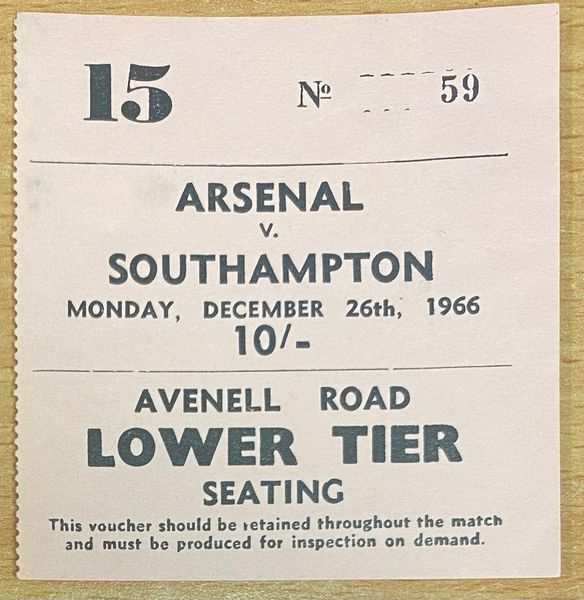 15 Nº 59
ARSENAL
V.
SOUTHAMPTON
MONDAY, DECEMBER 26th, 1966
10/-
AVENELL ROAD
LOWER TIER
SEATING
This voucher should be retained throughout the match
and must be produced for inspection on demand.